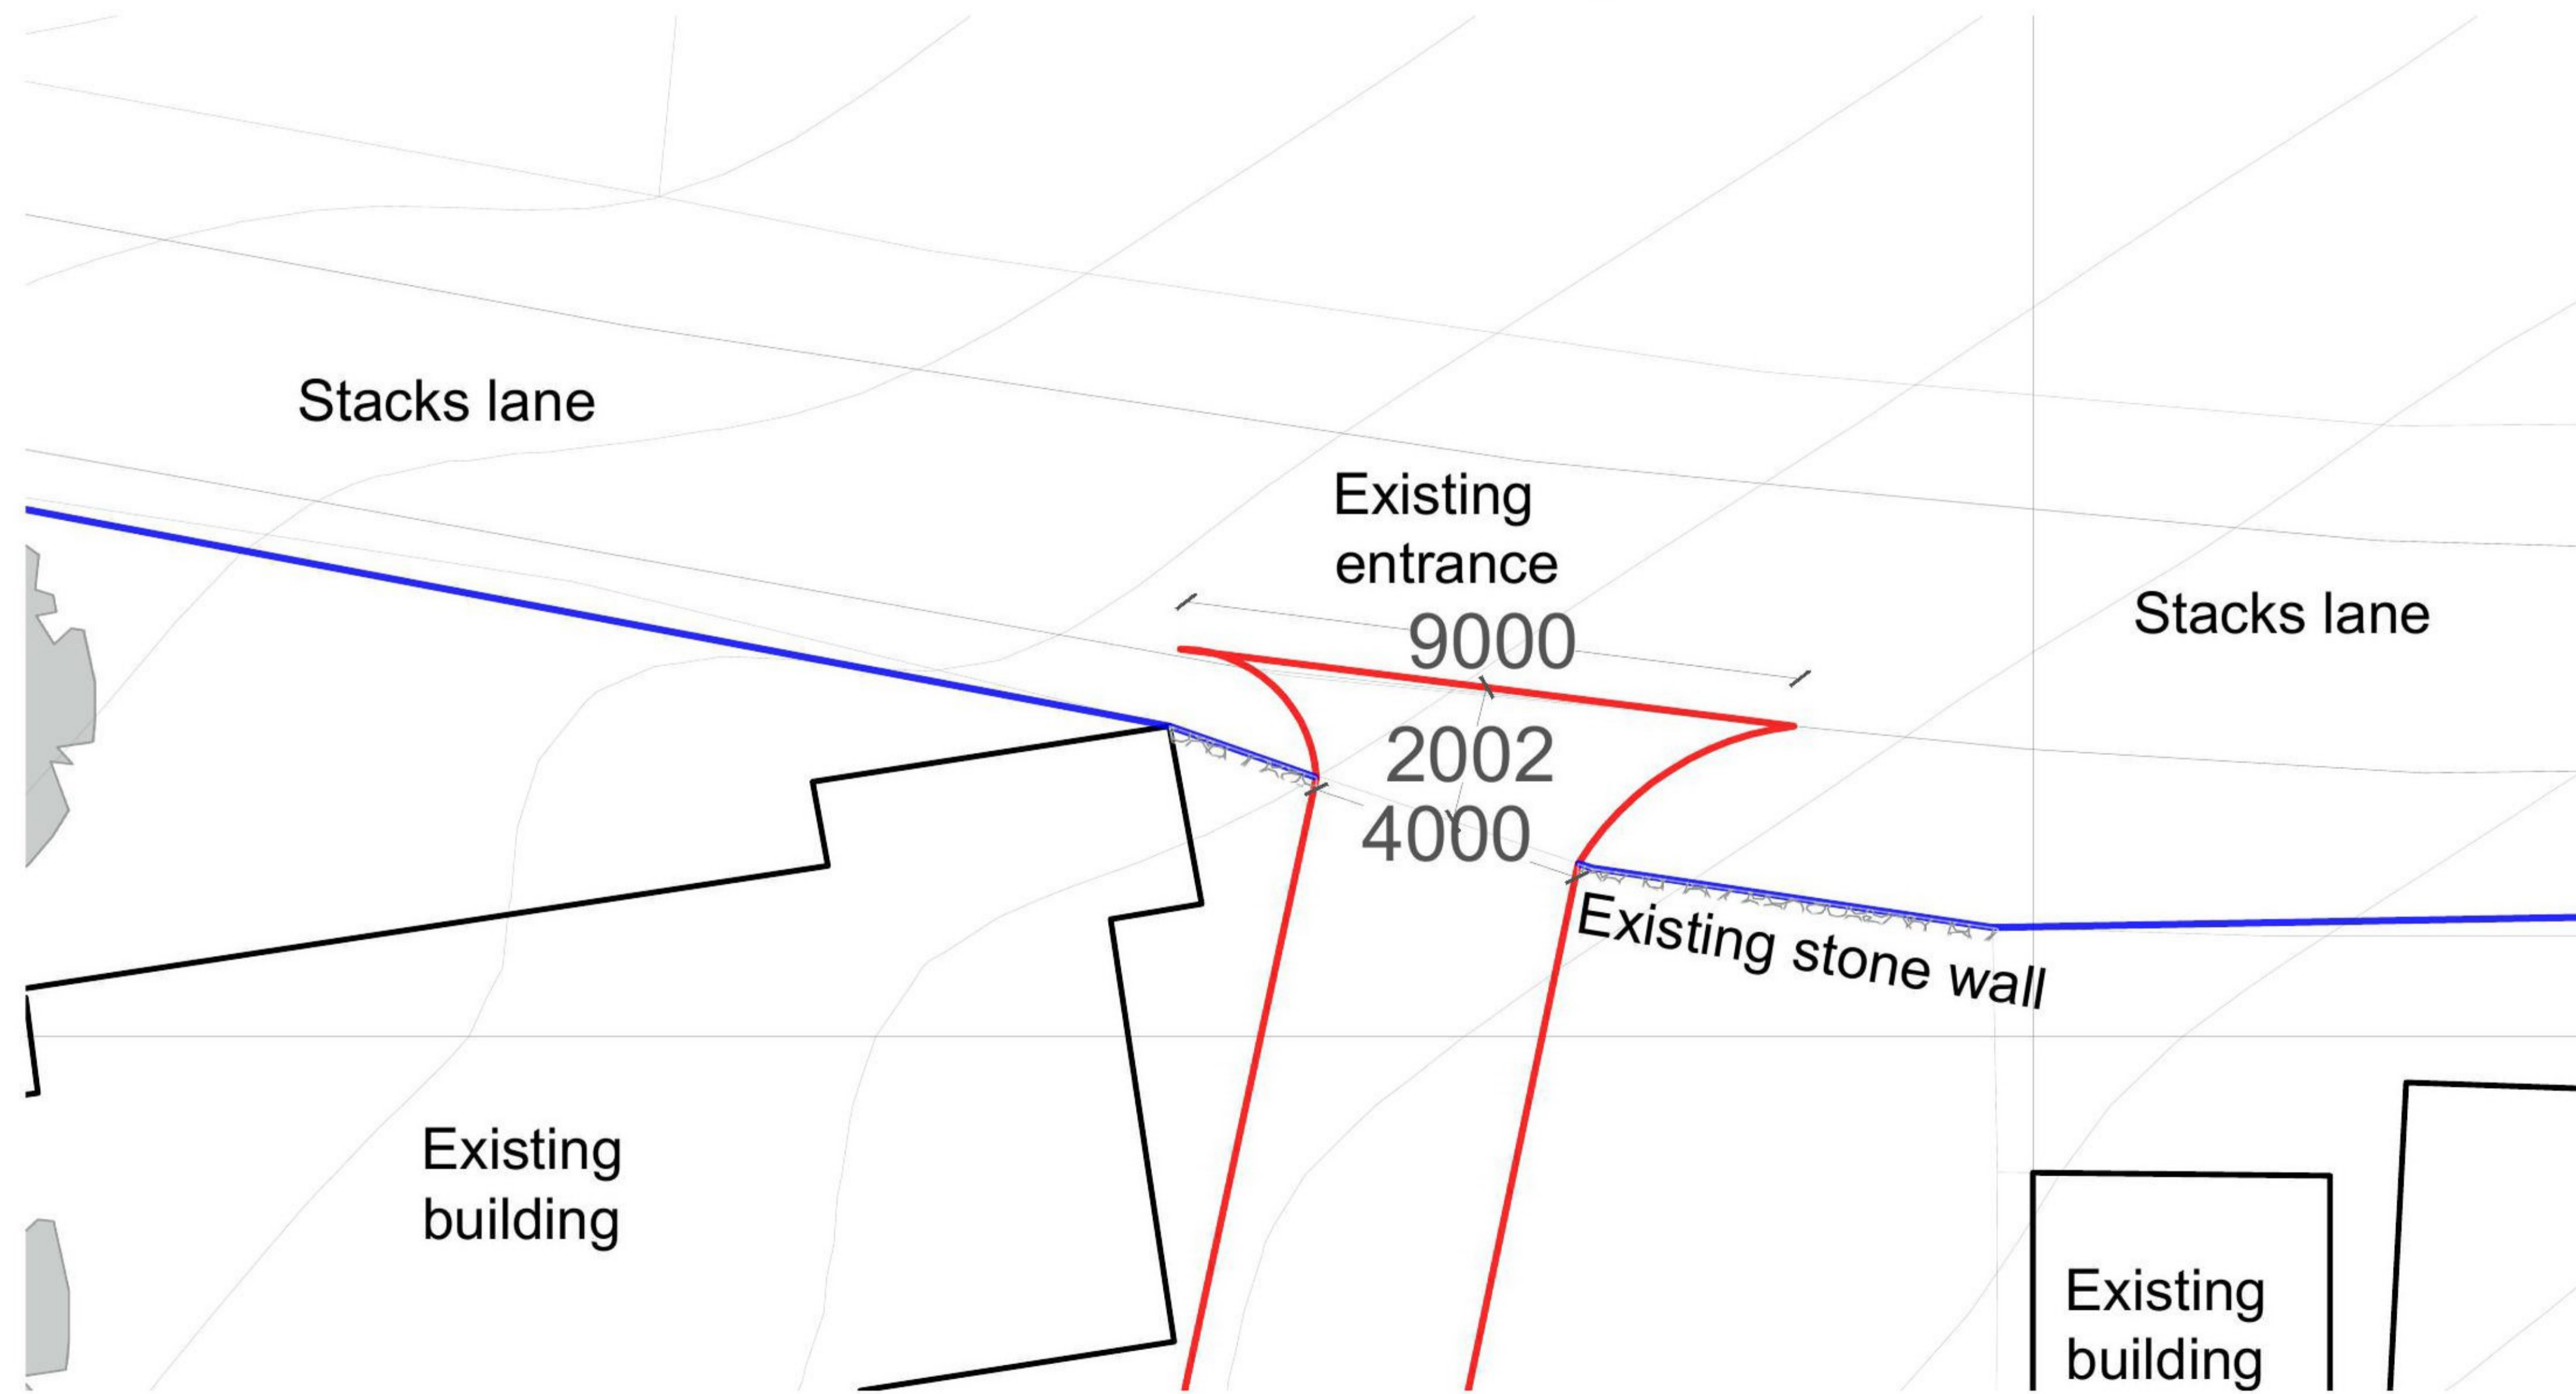 Stacks lane
Existing
entrance
9000
Stacks lane
2002
4000
Existing stone wall
Existing
building
Existing
building